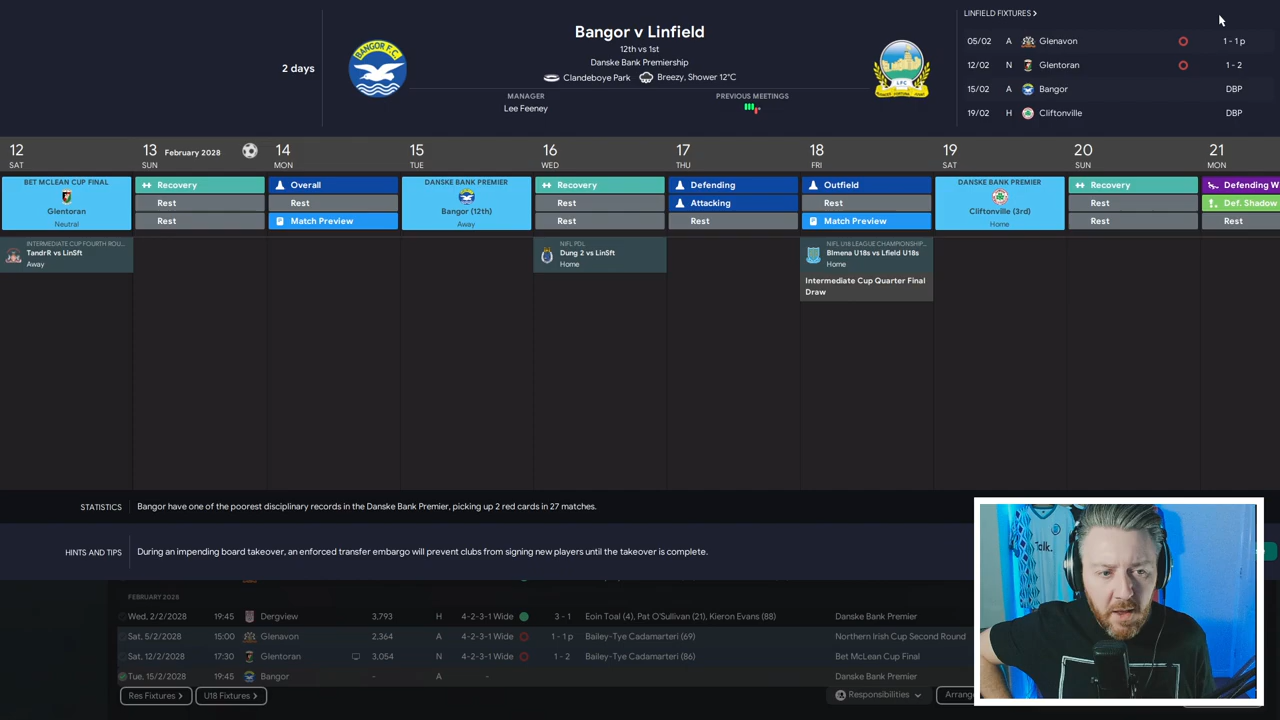 Bangor v Linfield
12th vs 1st
Danske Bank Premiership
Clandeboye Park Breezy, Shower 12°C
MANAGER PREVIOUS MEETINGS
Lee Feeney
2 days
BANGOR F.C.
LFC
LINFIELD FIXTURES >
05/02 A Glenavon 1 - 1 p
12/02 N Glentoran 1 - 2
15/02 A Bangor DBP
19/02 H Cliftonville DBP
12 13 February 2028 14 15 16 17 18 19 20 21
SAT SUN MON TUE WED THU FRI SAT SUN MON
BET MCLEAN CUP FINAL
Glentoran
Neutral
Recovery
Rest
Rest
Overall
Rest
Match Preview
DANSKE BANK PREMIER
Bangor (12th)
Away
Recovery
Rest
Rest
Defending
Attacking
Rest
Outfield
Rest
Match Preview
DANSKE BANK PREMIER
Cliftonville (3rd)
Home
Recovery
Rest
Rest
Defending W
Def. Shadow
Rest
INTERMEDIATE CUP FOURTH ROU...
TandrR vs LinSft
Away
NIFL PDL
Dung 2 vs LinSft
Home
NIFL U18 LEAGUE CHAMPIONSHIP...
Blmena U18s vs Lfield U18s
Home
Intermediate Cup Quarter Final
Draw
STATISTICS Bangor have one of the poorest disciplinary records in the Danske Bank Premier, picking up 2 red cards in 27 matches.
HINTS AND TIPS During an impending board takeover, an enforced transfer embargo will prevent clubs from signing new players until the takeover is complete.
FEBRUARY 2028
Wed, 2/2/2028 19:45 Dergview 3.793 H 4-2-3-1 Wide 3 - 1 Eoin Toal (4), Pat O'Sullivan (21), Kieron Evans (88) Danske Bank Premier
Sat, 5/2/2028 15:00 Glenavon 2.364 A 4-2-3-1 Wide 1 - 1 p Bailey-Tye Cadamarteri (69) Northern Irish Cup Second Round
Sat, 12/2/2028 17:30 Glentoran 3.054 N 4-2-3-1 Wide 1 - 2 Bailey-Tye Cadamarteri (86) Bet McLean Cup Final
Tue, 15/2/2028 19:45 Bangor - A - Danske Bank Premier
Res Fixtures > U18 Fixtures > Responsibilities Arrang
Talk.